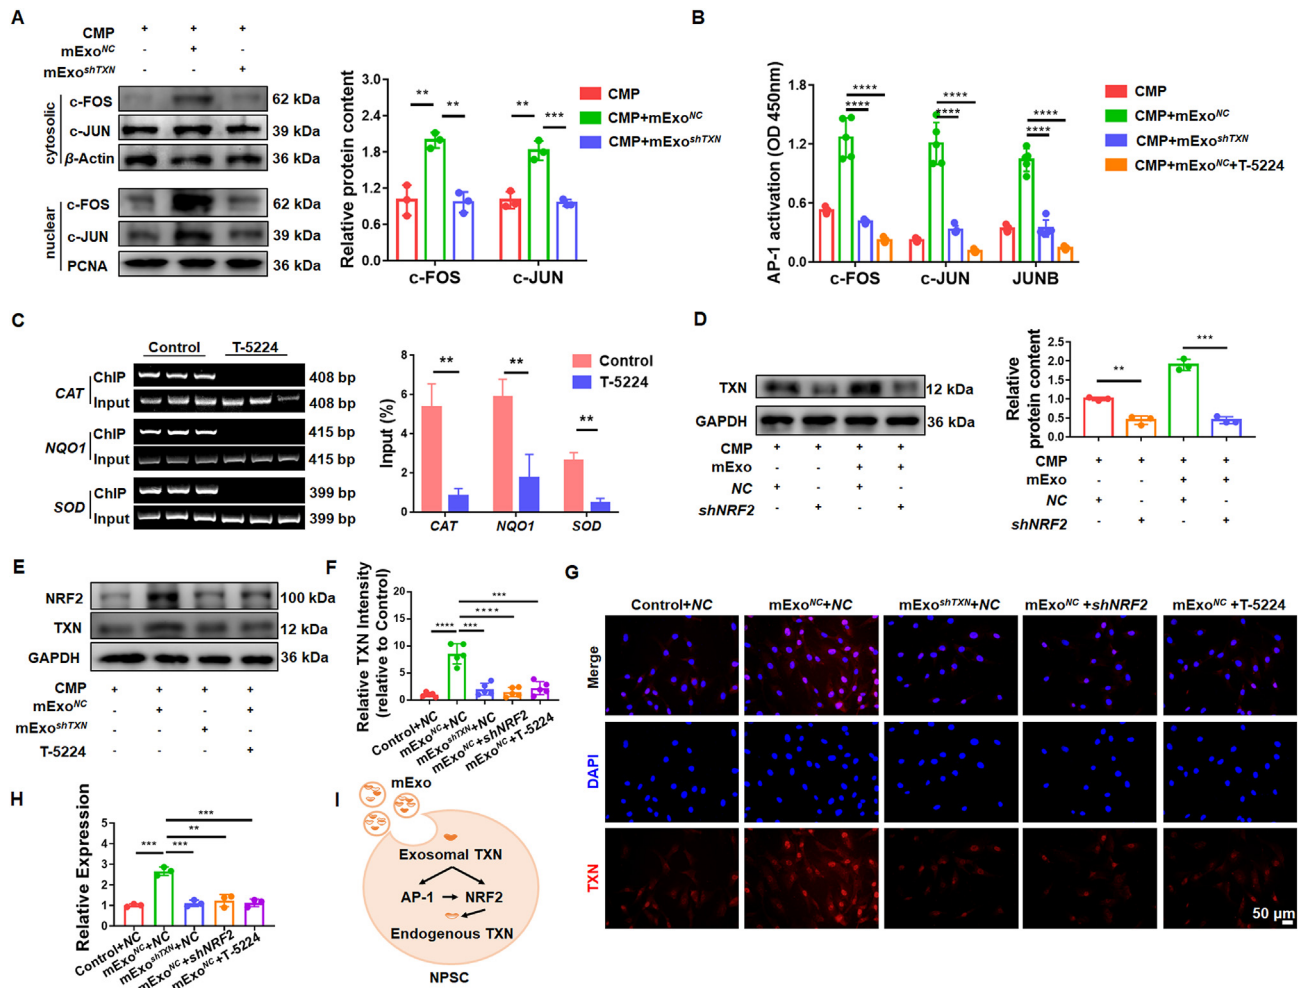 A
CMP + + +
mExoNC - + -
mExoshTXN - - +
cytosolic
c-FOS 62 kDa
c-JUN 39 kDa
β-Actin 36 kDa
nuclear
c-FOS 62 kDa
c-JUN 39 kDa
PCNA 36 kDa
Relative protein content
3.0
2.4
1.8
1.2
0.6
0.0
** ** ** ***
c-FOS c-JUN
CMP
CMP+mExoNC
CMP+mExoshTXN
B
AP-1 activation (OD 450nm)
1.8
1.2
0.6
0.0
**** **** ****
**** **** ****
c-FOS c-JUN JUNB
CMP
CMP+mExoNC
CMP+mExoshTXN
CMP+mExoNC+T-5224
C
Control T-5224
CAT
ChIP 408 bp
Input 408 bp
NQO1
ChIP 415 bp
Input 415 bp
SOD
ChIP 399 bp
Input 399 bp
Input (%)
8
6
4
2
0
** ** **
CAT NQO1 SOD
Control
T-5224
D
TXN 12 kDa
GAPDH 36 kDa
CMP + + + +
mExo - - + +
NC + - + -
shNRF2 - + - +
Relative
protein content
2.5
2.0
1.5
1.0
0.5
0.0
** ***
CMP + + + +
mExo - - + +
NC + - + -
shNRF2 - + - +
E
NRF2 100 kDa
TXN 12 kDa
GAPDH 36 kDa
CMP + + + +
mExoNC - + - +
mExoshTXN - - + -
T-5224 - - - +
F
Relative TXN Intensity
(relative to Control)
20
15
10
5
0
***
****
**** ***
Control+NC
mExoNC+NC
mExoshTXN+NC
mExoNC+shNRF2
mExoNC+T-5224
G
Control+NC mExoNC+NC mExoshTXN+NC mExoNC +shNRF2 mExoNC +T-5224
Merge
DAPI
TXN
50 μm
H
Relative Expression
5
4
3
2
1
0
***
**
*** ***
Control+NC
mExoNC+NC
mExoshTXN+NC
mExoNC+shNRF2
mExoNC+T-5224
I
mExo
Exosomal TXN
AP-1 NRF2
Endogenous TXN
NPSC